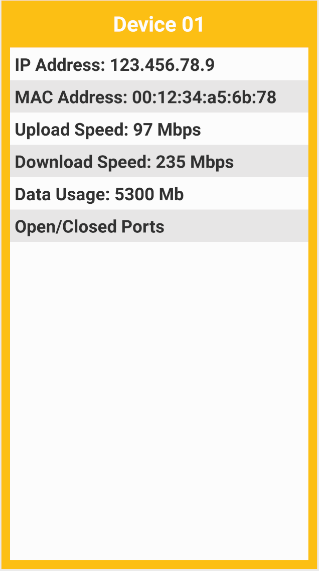 Device 01
IP Address: 123.456.78.9
MAC Address: 00:12:34:a5:6b:78
Upload Speed: 97 Mbps
Download Speed: 235 Mbps
Data Usage: 5300 Mb
Open/Closed Ports